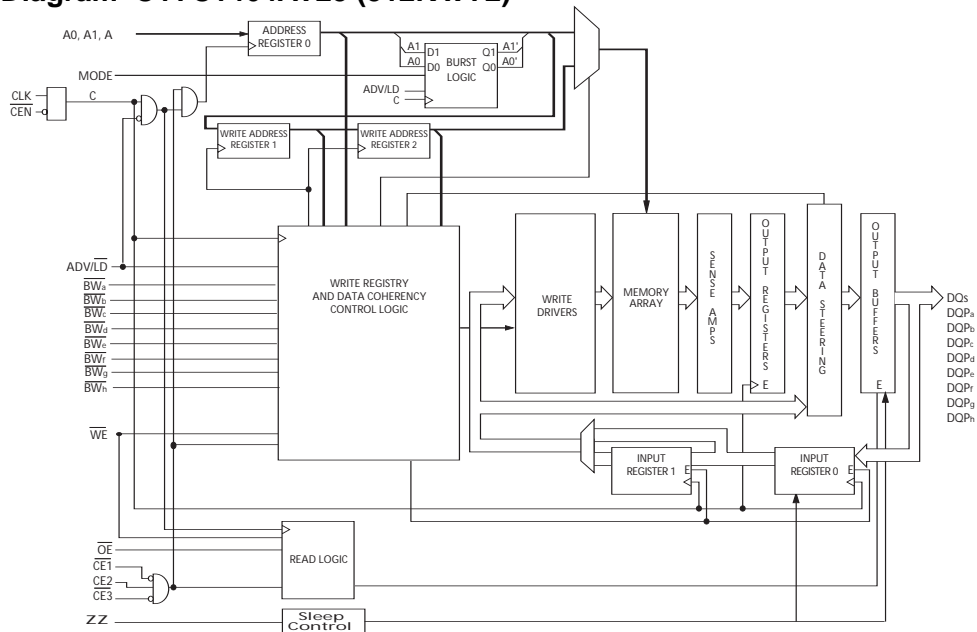 A0, A1, A
ADDRESS
REGISTER 0
A1
A0
D1
D0
BURST
LOGIC
Q1
Q0
A1'
A0'
MODE
ADV/LD
C
CLK
CEN
C
WRITE ADDRESS
REGISTER 1
WRITE ADDRESS
REGISTER 2
ADV/LD
BWa
BWb
BWc
BWd
BWe
BWf
BWg
BWh
WE
WRITE REGISTRY
AND DATA COHERENCY
CONTROL LOGIC
WRITE
DRIVERS
MEMORY
ARRAY
SENSE AMPS
OUTPUT REGISTERS
E
DATA STEERING
OUTPUT BUFFERS
E
DQs
DQPa
DQPb
DQPc
DQPd
DQPe
DQPf
DQPg
DQPh
INPUT
REGISTER 1
E
INPUT
REGISTER 0
E
OE
CE1
CE2
CE3
READ LOGIC
ZZ
Sleep
Control